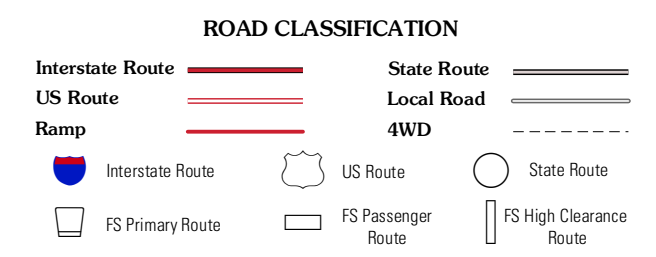 ROAD CLASSIFICATION
Interstate Route
State Route
US Route
Local Road
Ramp
4WD
Interstate Route
US Route
State Route
FS Primary Route
FS Passenger
Route
FS High Clearance
Route